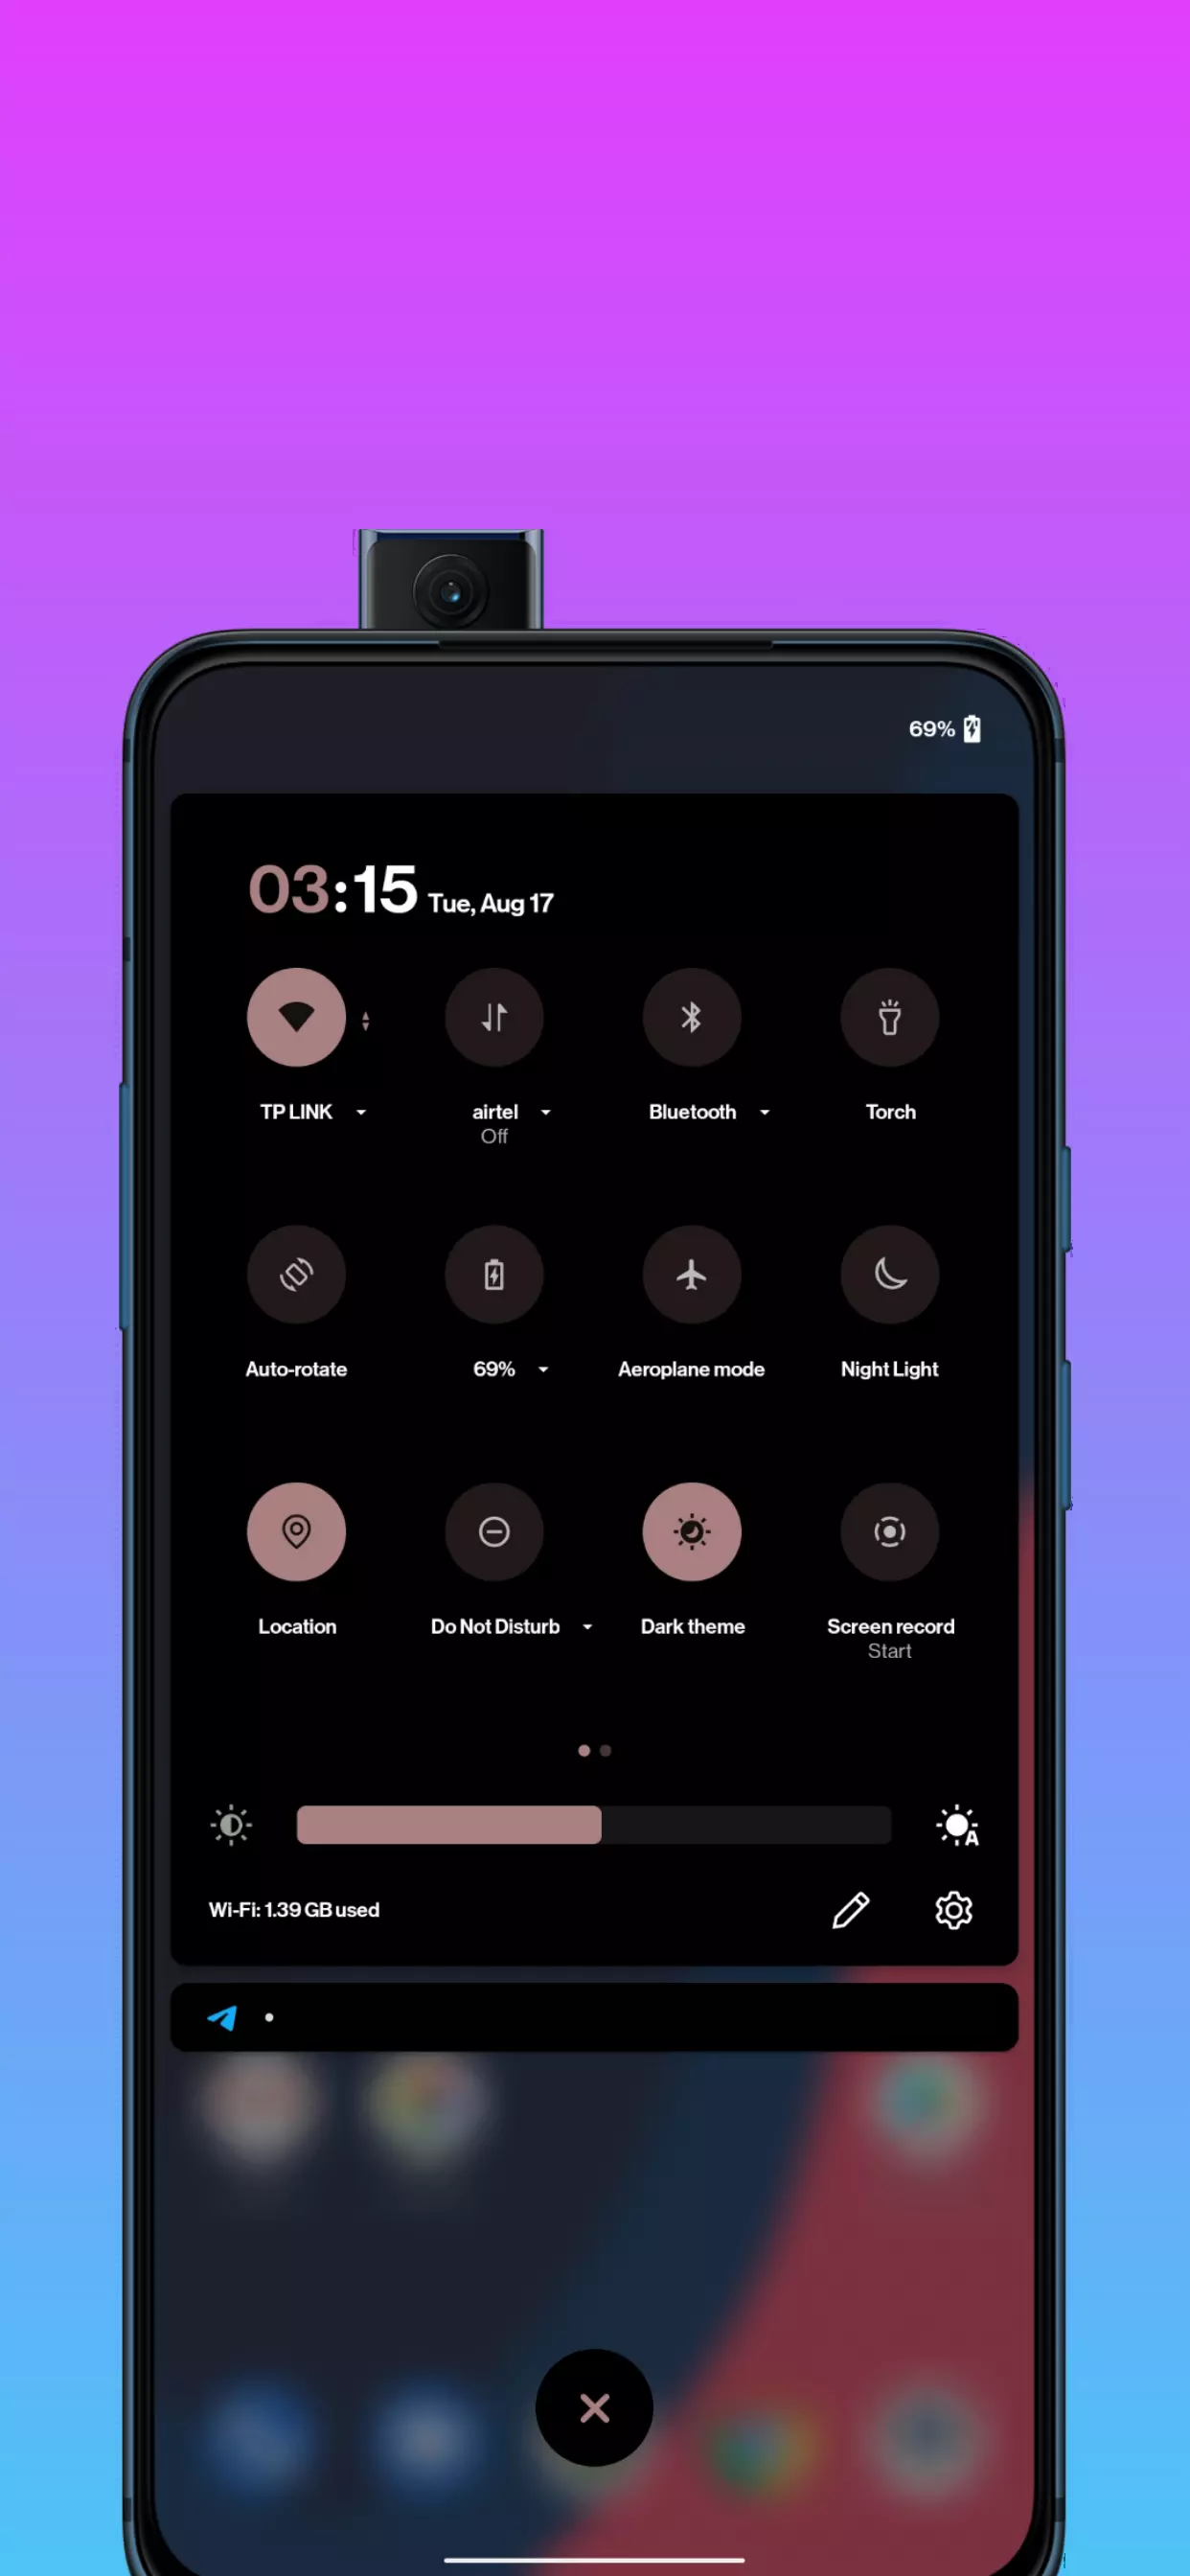 69%
03:15 Tue, Aug 17
TP LINK
airtel
Off
Bluetooth
Torch
Auto-rotate
69%
Aeroplane mode
Night Light
Location
Do Not Disturb
Dark theme
Screen record
Start
A
Wi-Fi: 1.39 GB used